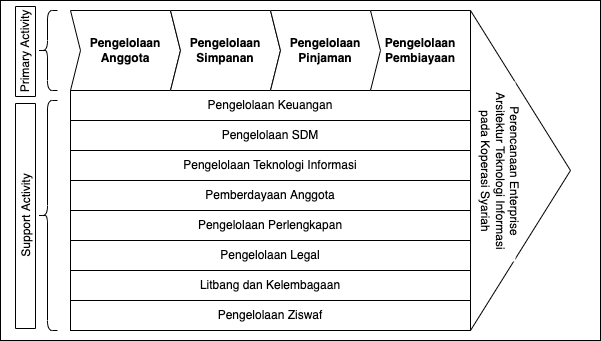 Primary Activity
Pengelolaan
Anggota
Pengelolaan
Simpanan
Pengelolaan
Pinjaman
Pengelolaan
Pembiayaan
Support Activity
Pengelolaan Keuangan
Pengelolaan SDM
Pengelolaan Teknologi Informasi
Pemberdayaan Anggota
Pengelolaan Perlengkapan
Pengelolaan Legal
Litbang dan Kelembagaan
Pengelolaan Ziswaf
Perencanaan Enterprise
Arsitektur Teknologi Informasi
pada Koperasi Syariah